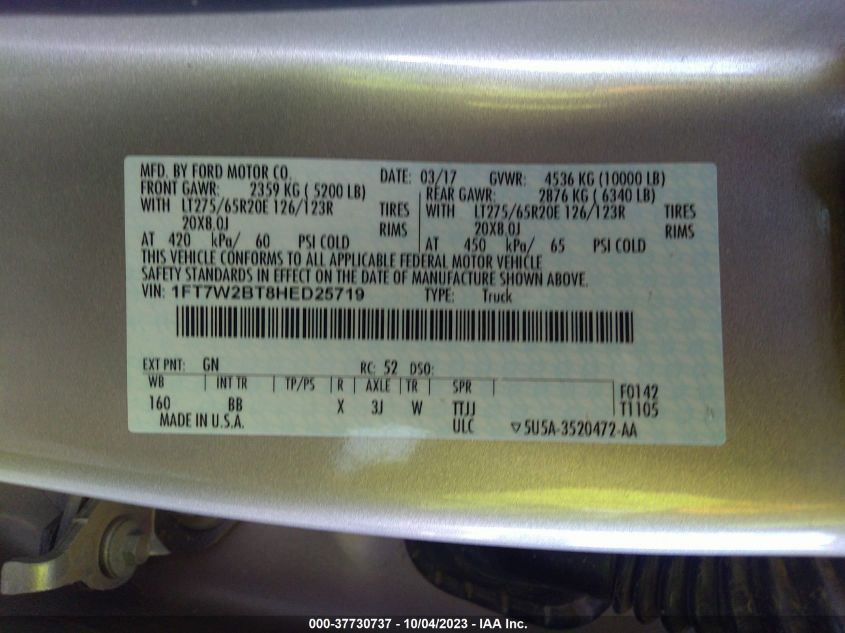 MFD. BY FORD MOTOR CO. DATE: 03/17 GVWR: 4536 KG (10000 LB)
FRONT GAWR: 2359 KG ( 5200 LB) REAR GAWR: 2876 KG ( 6340 LB)
WITH LT275/65R20E 126/123R TIRES WITH LT275/65R20E 126/123R TIRES
20X8.0J RIMS 20X8.0J RIMS
AT 420 kPa/ 60 PSI COLD AT 450 kPa/ 65 PSI COLD
THIS VEHICLE CONFORMS TO ALL APPLICABLE FEDERAL MOTOR VEHICLE
SAFETY STANDARDS IN EFFECT ON THE DATE OF MANUFACTURE SHOWN ABOVE.
VIN: 1FT7W2BT8HED25719 TYPE: Truck
EXT PNT: GN RC: 52 DSO:
WB INT TR TP/PS R AXLE TR SPR F0142
160 BB X 3J W TTJJ T1105
MADE IN U.S.A. ULC ▽5U5A-3520472-AA
000-37730737 - 10/04/2023 - IAA Inc.